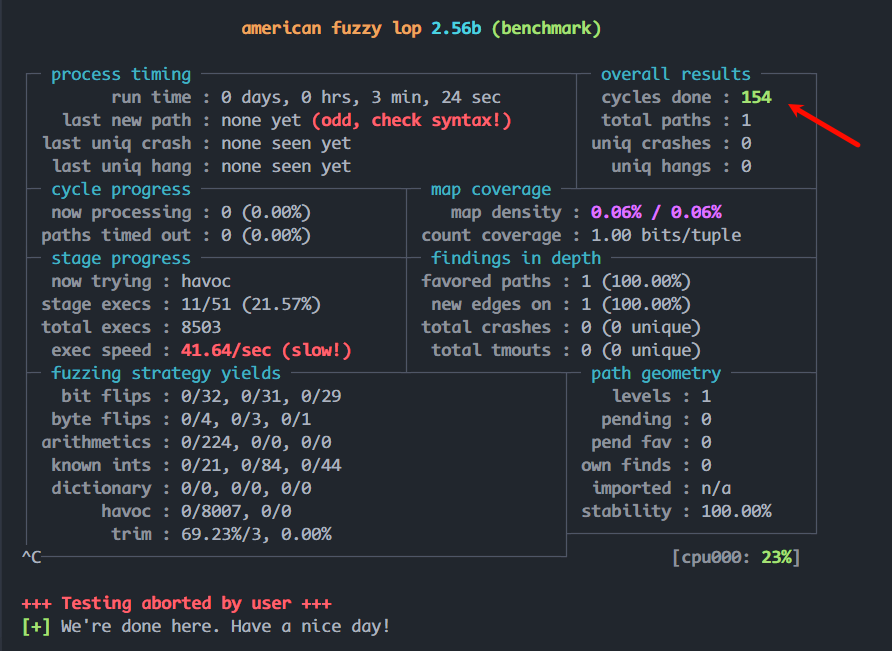 american fuzzy lop 2.56b (benchmark)
process timing overall results
run time : 0 days, 0 hrs, 3 min, 24 sec cycles done : 154
last new path : none yet (odd, check syntax!) total paths : 1
last uniq crash : none seen yet uniq crashes : 0
last uniq hang : none seen yet uniq hangs : 0
cycle progress map coverage
now processing : 0 (0.00%) map density : 0.06% / 0.06%
paths timed out : 0 (0.00%) count coverage : 1.00 bits/tuple
stage progress findings in depth
now trying : havoc favored paths : 1 (100.00%)
stage execs : 11/51 (21.57%) new edges on : 1 (100.00%)
total execs : 8503 total crashes : 0 (0 unique)
exec speed : 41.64/sec (slow!) total tmouts : 0 (0 unique)
fuzzing strategy yields path geometry
bit flips : 0/32, 0/31, 0/29 levels : 1
byte flips : 0/4, 0/3, 0/1 pending : 0
arithmetics : 0/224, 0/0, 0/0 pend fav : 0
known ints : 0/21, 0/84, 0/44 own finds : 0
dictionary : 0/0, 0/0, 0/0 imported : n/a
havoc : 0/8007, 0/0 stability : 100.00%
trim : 69.23%/3, 0.00%
^C [cpu000: 23%]
+++ Testing aborted by user +++
[+] We're done here. Have a nice day!